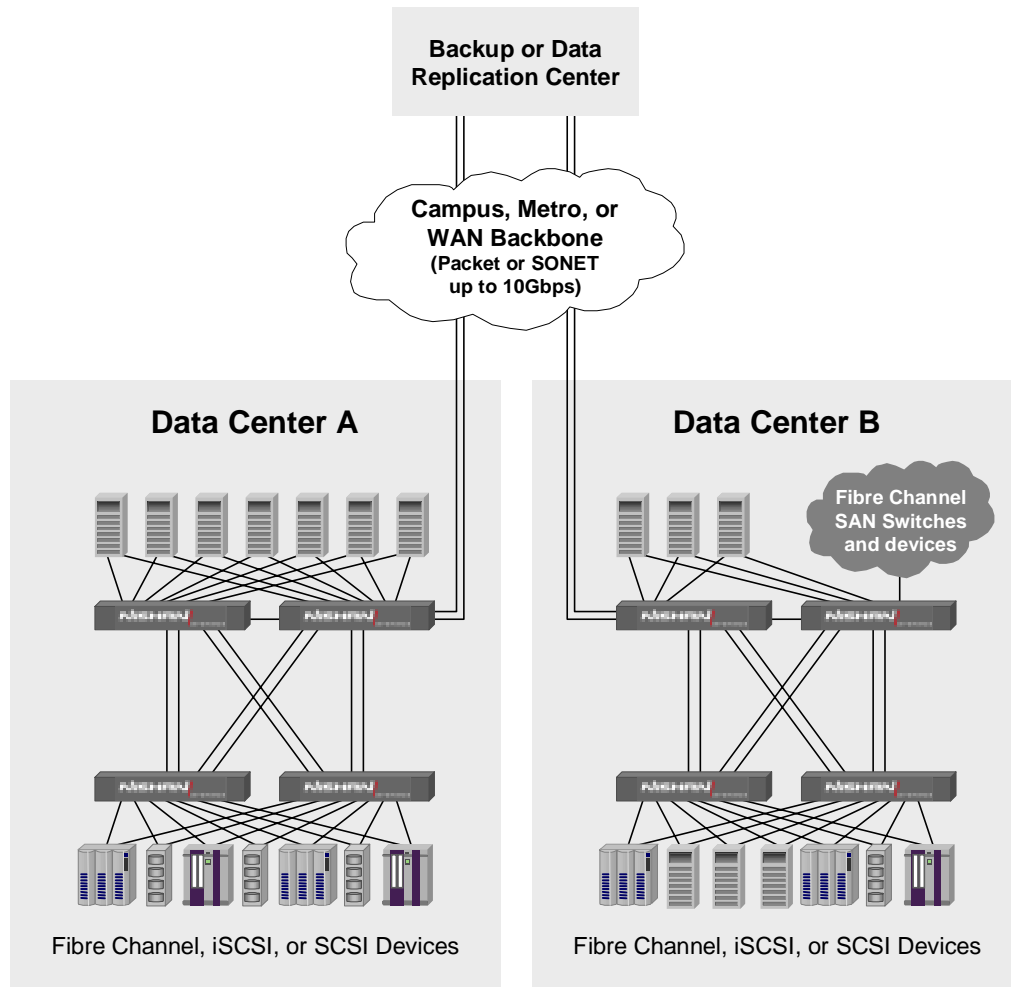 Backup or Data
Replication Center
Campus, Metro, or
WAN Backbone
(Packet or SONET
up to 10Gbps)
Data Center A
Data Center B
Fibre Channel
SAN Switches
and devices
Fibre Channel, iSCSI, or SCSI Devices
Fibre Channel, iSCSI, or SCSI Devices